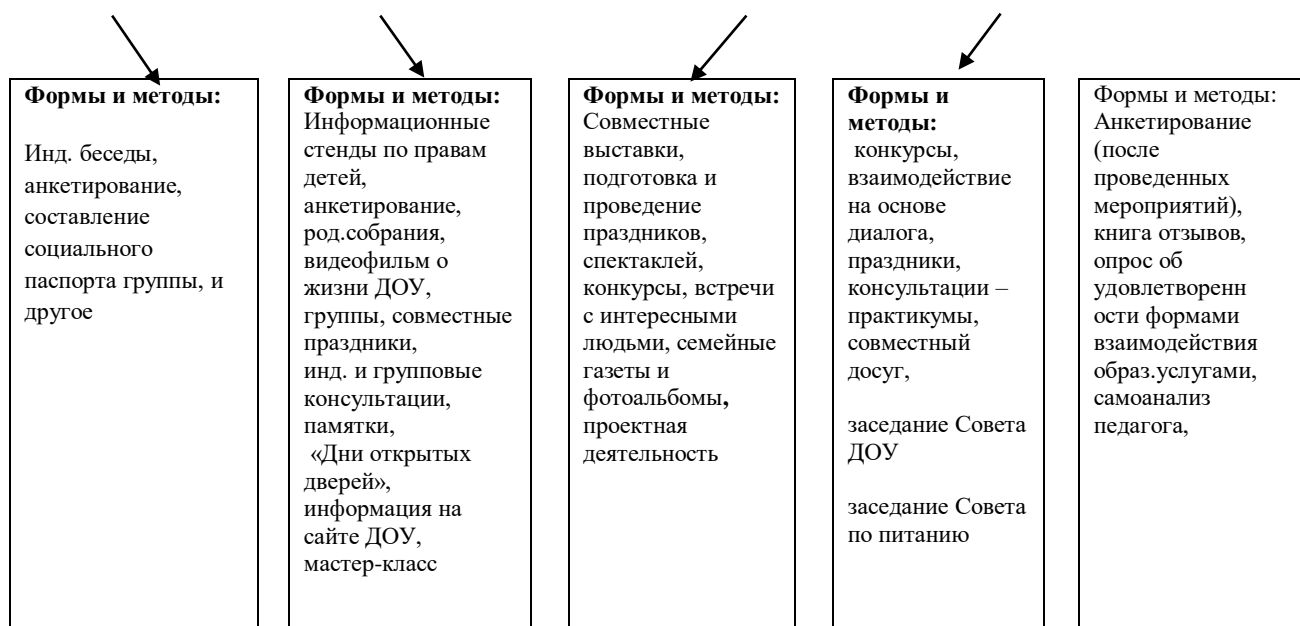 Формы и методы:
Инд. беседы,
анкетирование,
составление
социального
паспорта группы, и
другое
Формы и методы:
Информационные
стенды по правам
детей,
анкетирование,
род.собрания,
видеофильм о
жизни ДОУ,
группы, совместные
праздники,
инд. и групповые
консультации,
памятки,
«Дни открытых
дверей»,
информация на
сайте ДОУ,
мастер-класс
Формы и методы:
Совместные
выставки,
подготовка и
проведение
праздников,
спектаклей,
конкурсы, встречи
с интересными
людьми, семейные
газеты и
фотоальбомы,
проектная
деятельность
Формы и
методы:
конкурсы,
взаимодействие
на основе
диалога,
праздники,
консультации –
практикумы,
совместный
досуг,
заседание Совета
ДОУ
заседание Совета
по питанию
Формы и методы:
Анкетирование
(после
проведенных
мероприятий),
книга отзывов,
опрос об
удовлетворенн
ости формами
взаимодействия
образ.услугами,
самоанализ
педагога,